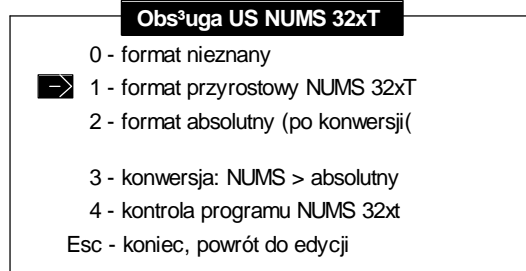 Obs³uga US NUMS 32xT
0 - format nieznany
–> 1 - format przyrostowy NUMS 32xT
2 - format absolutny (po konwersji(
3 - konwersja: NUMS > absolutny
4 - kontrola programu NUMS 32xt
Esc - koniec, powrót do edycji